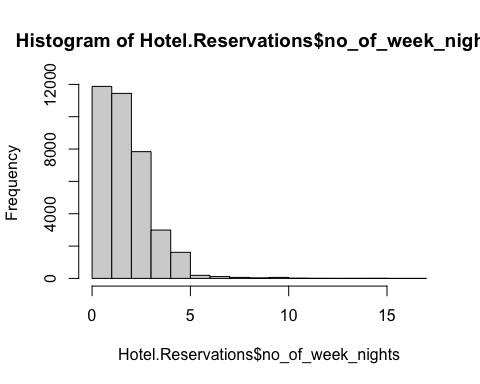 Histogram of Hotel.Reservations$no_of_week_nigh
12000
8000
4000
0
Frequency
0 5 10 15
Hotel.Reservations$no_of_week_nights